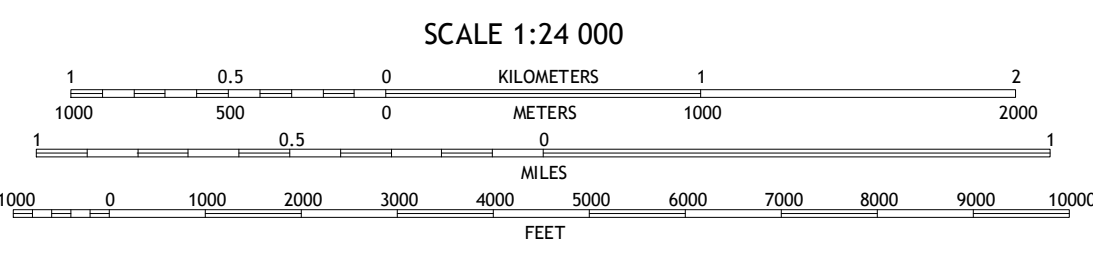 SCALE 1:24 000
1 0.5 0 KILOMETERS 1 2
1000 500 0 METERS 1000 2000
1 0.5 0 1
MILES
1000 0 1000 2000 3000 4000 5000 6000 7000 8000 9000 10000
FEET